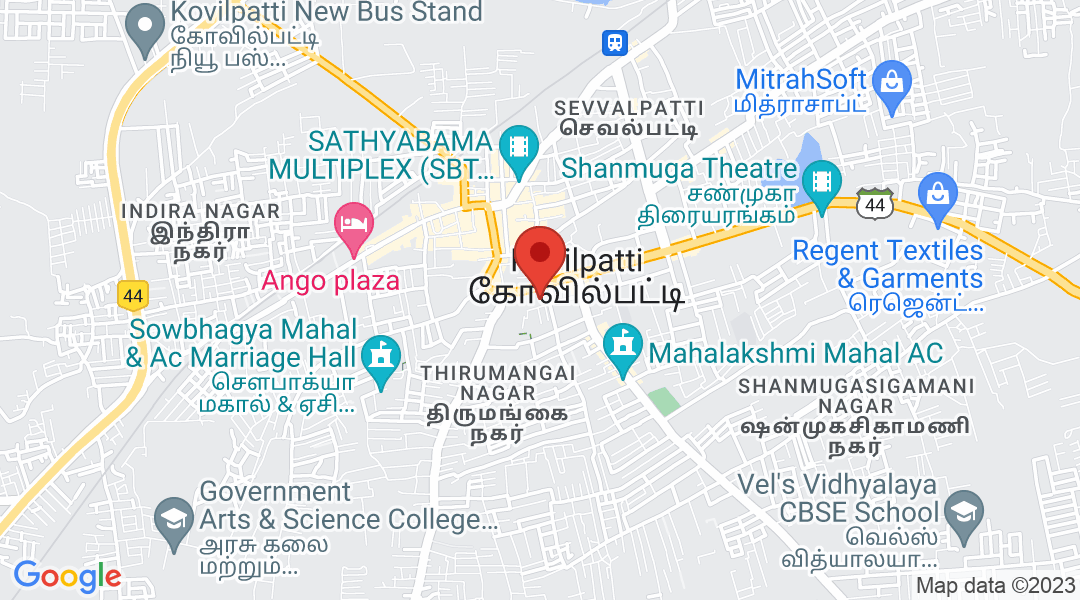 Kovilpatti New Bus Stand
கோவில்பட்டி
நியூ பஸ்...
MitrahSoft
மித்ராசாப்ட்
SEVVALPATTI
செவல்பட்டி
SATHYABAMA
MULTIPLEX (SBT...
Shanmuga Theatre
சண்முகா
திரையரங்கம்
44
INDIRA NAGAR
இந்திரா
நகர்
Ango plaza
Regent Textiles
& Garments
ரெஜென்ட்...
கோவில்பட்டி
44
Sowbhagya Mahal
& Ac Marriage Hall
சௌபாக்யா
மகால் & ஏசி...
Mahalakshmi Mahal AC
THIRUMANGAI
NAGAR
திருமங்கை
நகர்
SHANMUGASIGAMANI
NAGAR
ஷன்முகசிகாமணி
நகர்
Government
Arts & Science College...
அரசு கலை
மற்றும்...
Vel's Vidhyalaya
CBSE School
வெல்ஸ்
வித்யாலயா...
Google
Map data ©2023